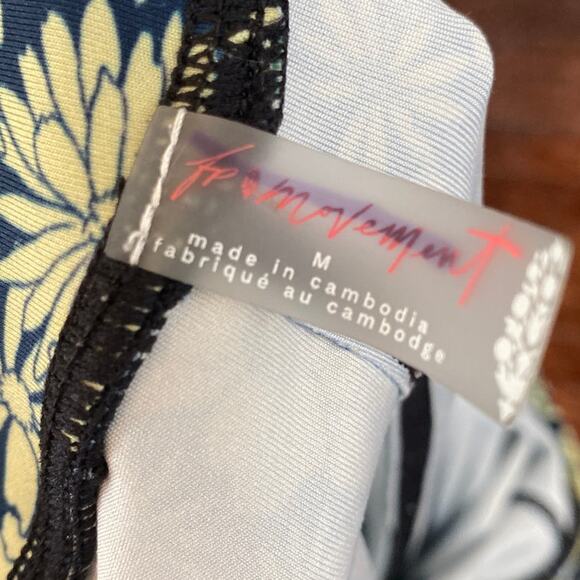 fp movement
M
made in cambodia
fabriqué au cambodge